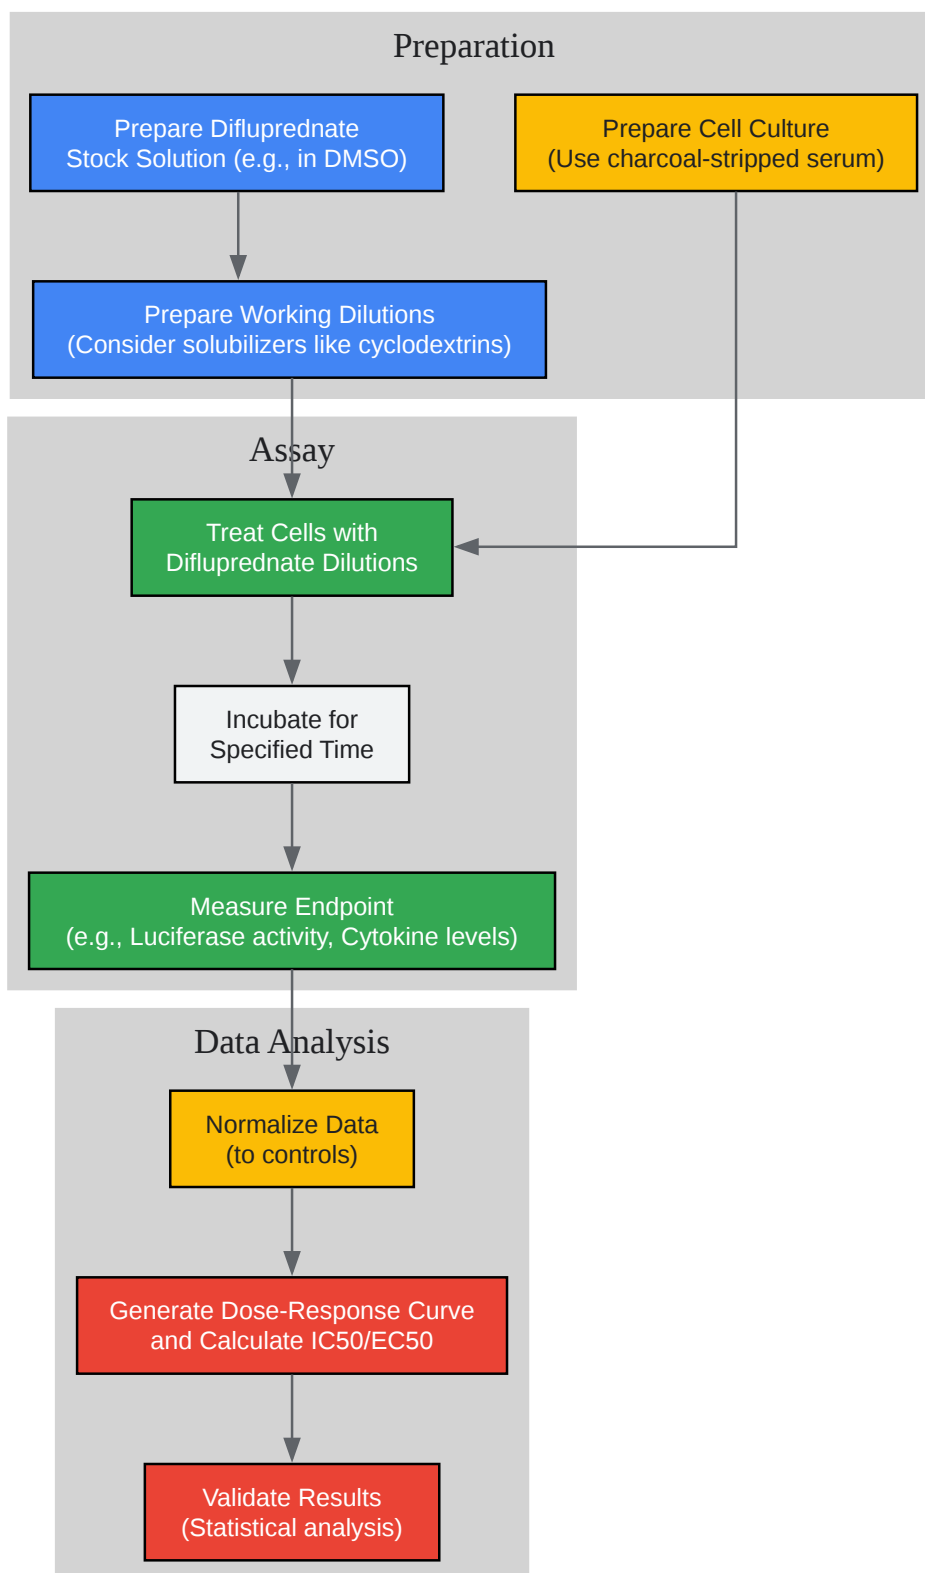 Preparation
Prepare Difluprednate
Stock Solution (e.g., in DMSO)
Prepare Cell Culture
(Use charcoal-stripped serum)
Prepare Working Dilutions
(Consider solubilizers like cyclodextrins)
Assay
Treat Cells with
Difluprednate Dilutions
Incubate for
Specified Time
Measure Endpoint
(e.g., Luciferase activity, Cytokine levels)
Data Analysis
Normalize Data
(to controls)
Generate Dose-Response Curve
and Calculate IC50/EC50
Validate Results
(Statistical analysis)